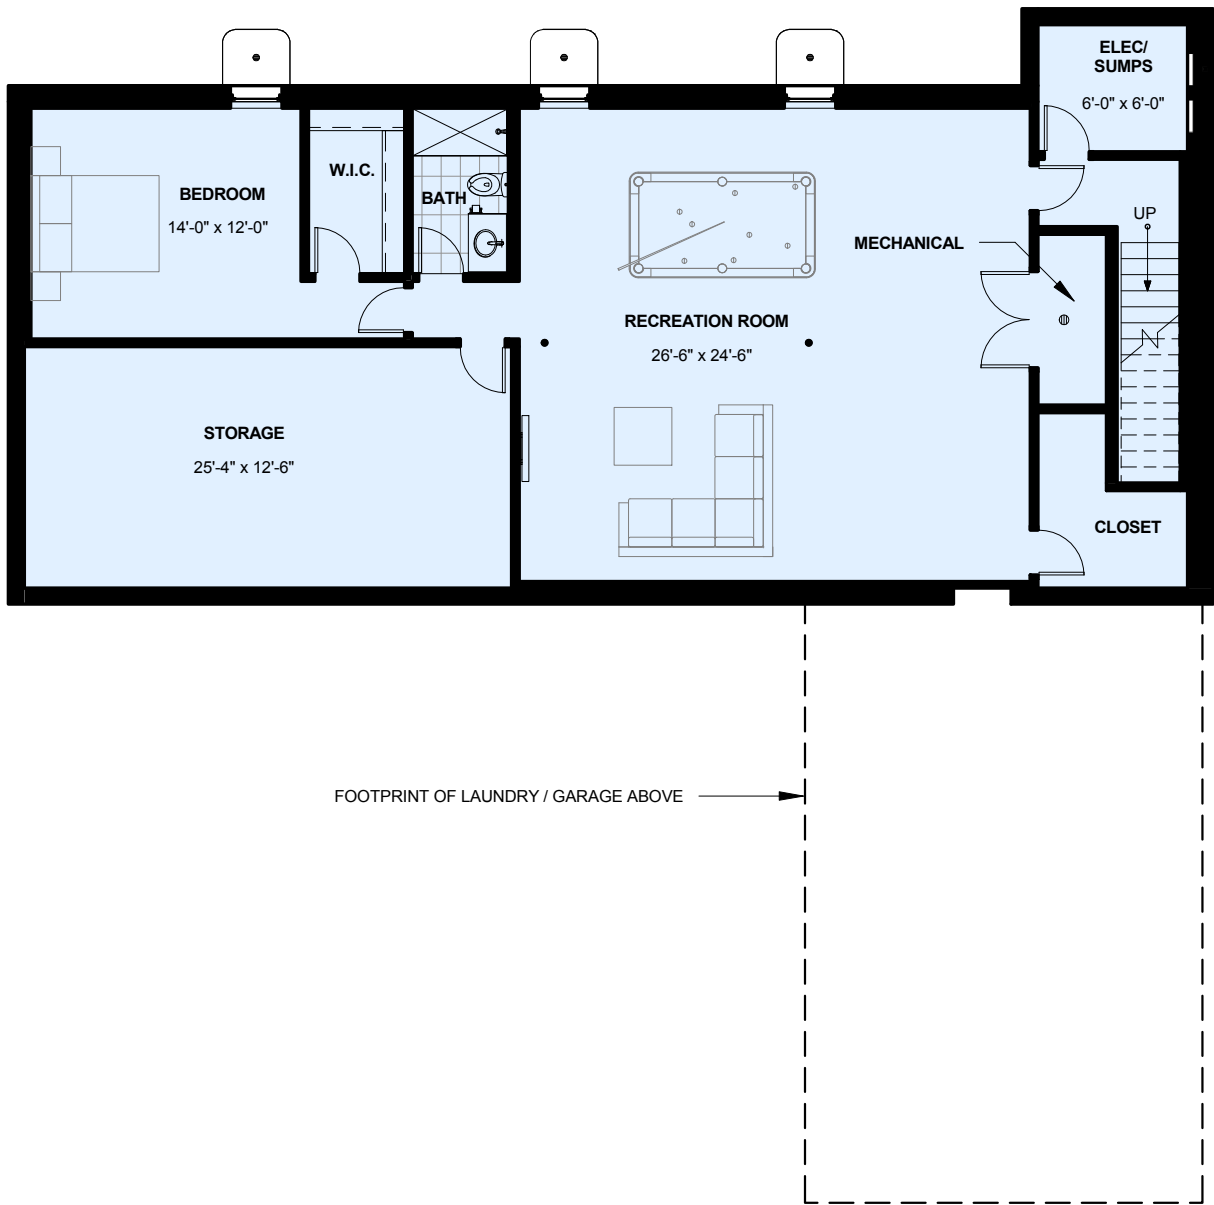 ELEC/
SUMPS
6'-0" x 6'-0"
W.I.C.
BEDROOM
BATH
14'-0" x 12'-0"
UP
MECHANICAL
RECREATION ROOM
26'-6" x 24'-6"
STORAGE
25'-4" x 12'-6"
CLOSET
FOOTPRINT OF LAUNDRY / GARAGE ABOVE